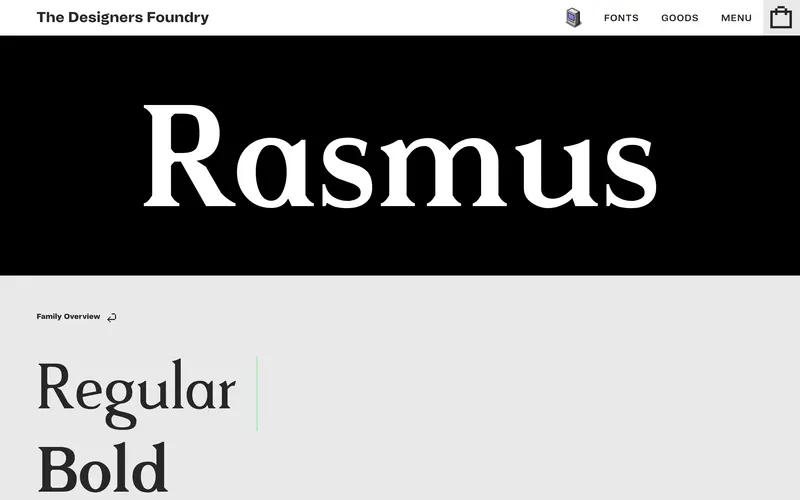 The Designers Foundry
FONTS GOODS MENU
Rasmus
Family Overview
Regular
Bold